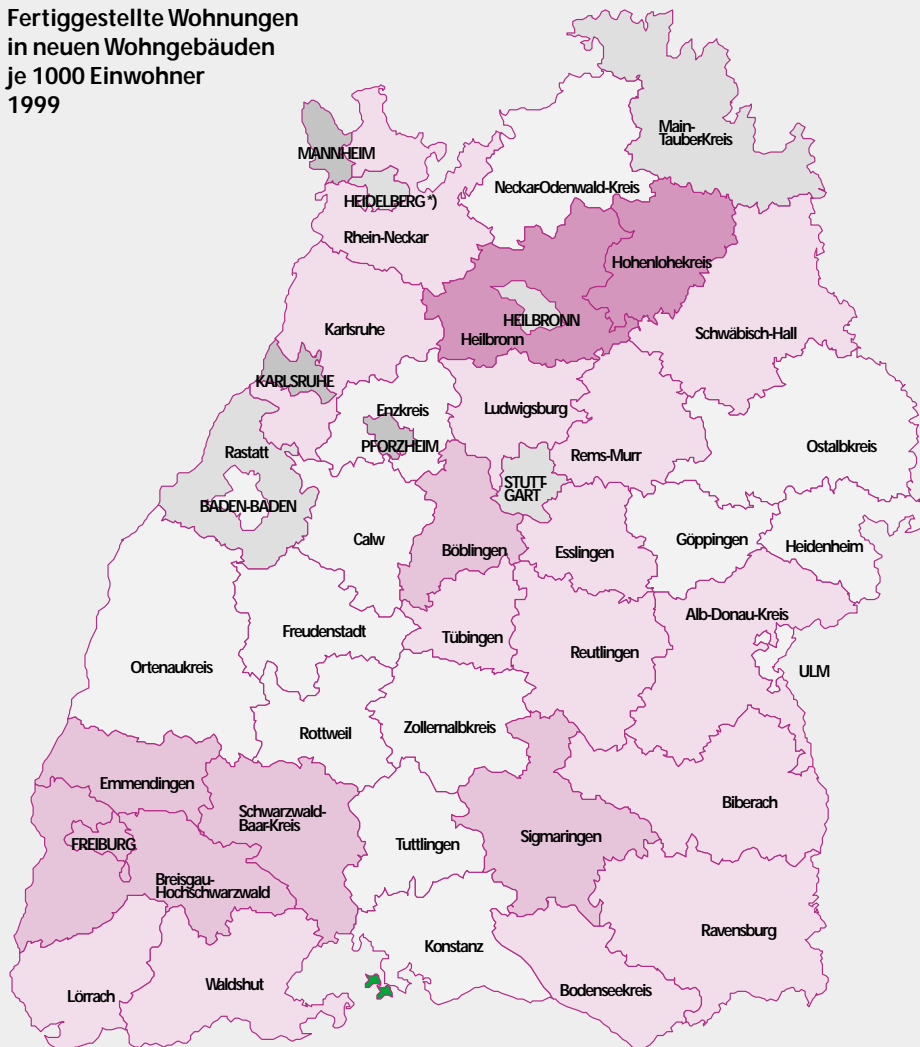 Fertiggestellte Wohnungen
in neuen Wohngebäuden
je 1000 Einwohner
1999
Main-
TauberKreis
MANNHEIM
Neckar-Odenwald-Kreis
HEIDELBERG *)
Rhein-Neckar
Hohenlohekreis
HEILBRONN
Karlsruhe
Heilbronn
Schwäbisch-Hall
KARLSRUHE
Enzkreis
Ludwigsburg
PFORZHEIM
Ostalbkreis
Rastatt
Rems-Murr
STUTT-
GART
BADEN-BADEN
Calw
Böblingen
Esslingen
Göppingen
Heidenheim
Alb-Donau-Kreis
Freudenstadt
Tübingen
Reutlingen
Ortenaukreis
ULM
Rottweil
Zollernalbkreis
Emmendingen
Schwarzwald-
Baar-Kreis
Biberach
FREIBURG
Tuttlingen
Sigmaringen
Breisgau-
Hochschwarzwald
Ravensburg
Konstanz
Waldshut
Bodenseekreis
Lörrach